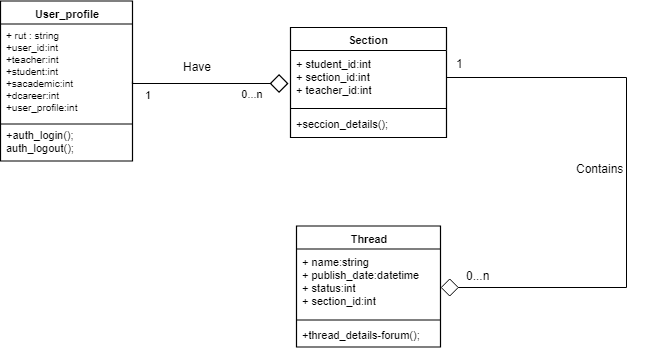 User_profile
+ rut : string
+user_id:int
+teacher:int
+student:int
+sacademic:int
+dcareer:int
+user_profile:int
+auth_login();
auth_logout();
Have
1
0...n
Section
+ student_id:int
+ section_id:int
+ teacher_id:int
+seccion_details();
1
Contains
Thread
+ name:string
+ publish_date:datetime
+ status:int
+ section_id:int
+thread_details-forum();
0...n